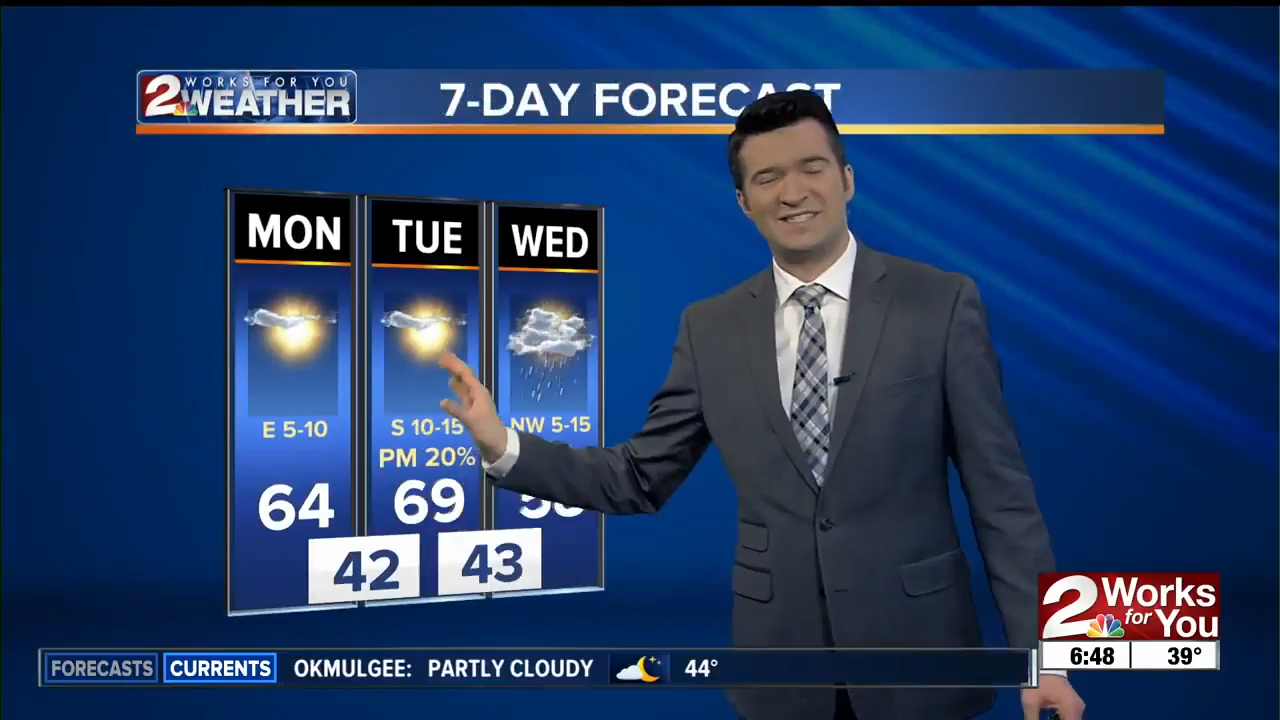 2 WORKS FOR YOU
WEATHER
7-DAY FORECAST
MON
TUE
WED
E 5-10
S 10-15
NW 5-15
PM 20%
64
69
42
43
2 Works
for You
6:48
39°
FORECASTS
CURRENTS
OKMULGEE: PARTLY CLOUDY
44°